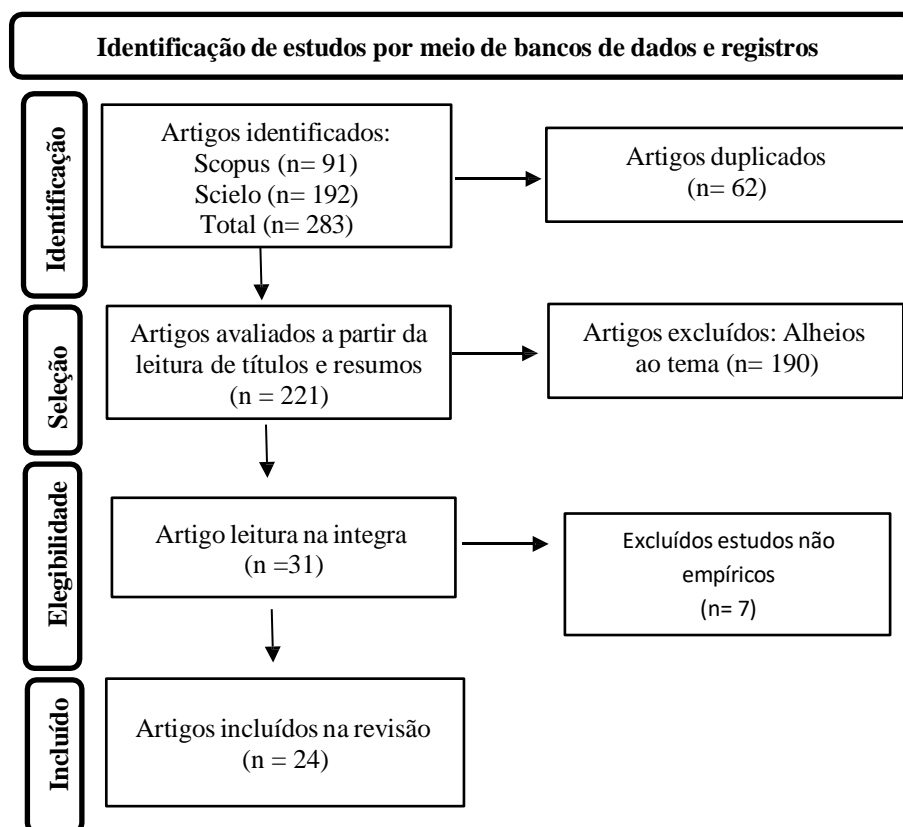 Identificação de estudos por meio de bancos de dados e registros
Identificação
Artigos identificados:
Scopus (n= 91)
Scielo (n= 192)
Total (n= 283)
Artigos duplicados
(n= 62)
Seleção
Artigos avaliados a partir da
leitura de títulos e resumos
(n = 221)
Artigos excluídos: Alheios
ao tema (n= 190)
Elegibilidade
Artigo leitura na integra
(n =31)
Excluídos estudos não
empíricos
(n= 7)
Incluído
Artigos incluídos na revisão
(n = 24)